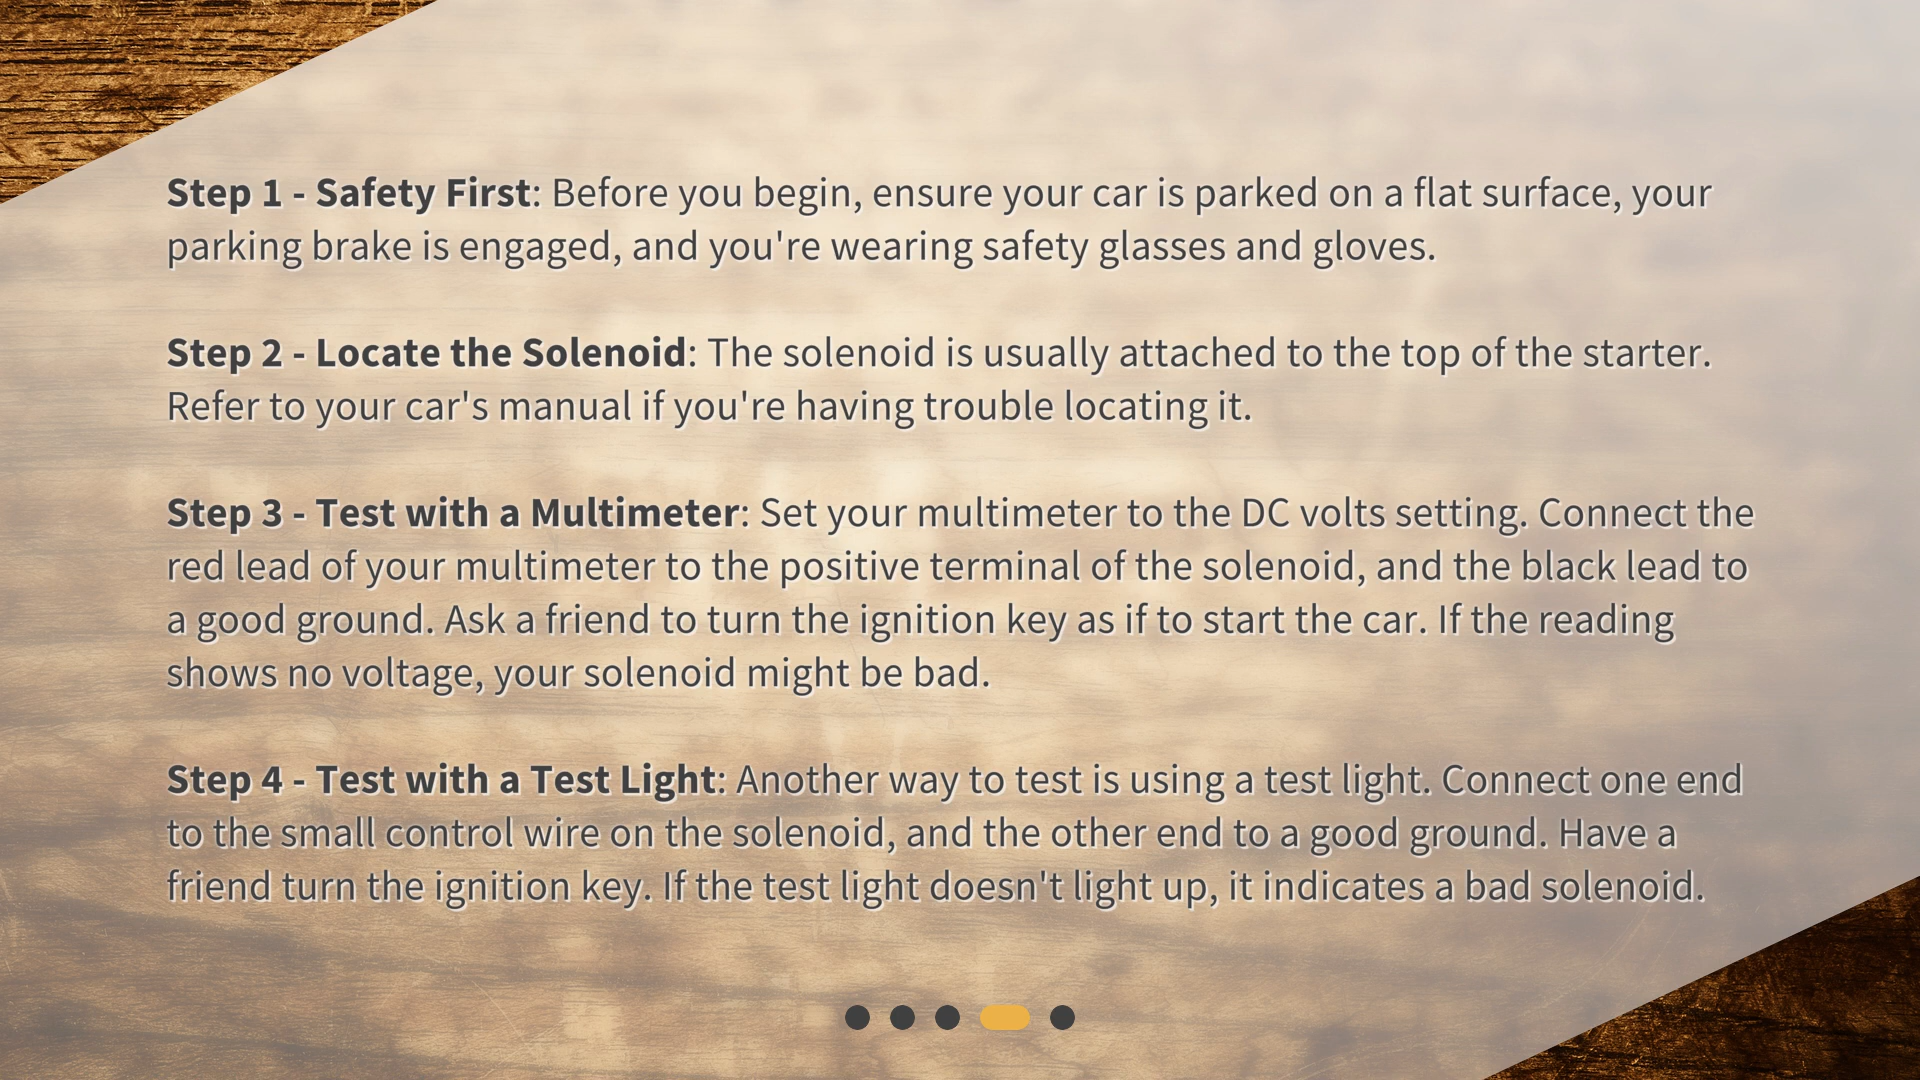 Step 1 - Safety First: Before you begin, ensure your car is parked on a flat surface, your
parking brake is engaged, and you're wearing safety glasses and gloves.
Step 2 - Locate the Solenoid: The solenoid is usually attached to the top of the starter.
Refer to your car's manual if you're having trouble locating it.
Step 3 - Test with a Multimeter: Set your multimeter to the DC volts setting. Connect the
red lead of your multimeter to the positive terminal of the solenoid, and the black lead to
a good ground. Ask a friend to turn the ignition key as if to start the car. If the reading
shows no voltage, your solenoid might be bad.
Step 4 - Test with a Test Light: Another way to test is using a test light. Connect one end
to the small control wire on the solenoid, and the other end to a good ground. Have a
friend turn the ignition key. If the test light doesn't light up, it indicates a bad solenoid.